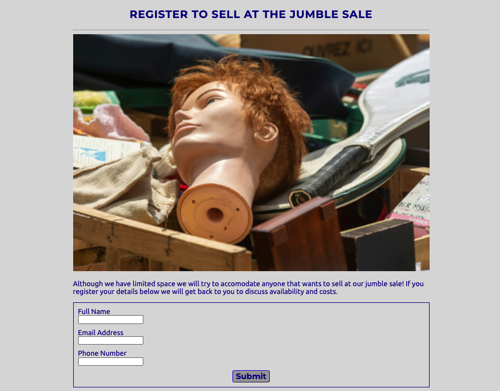 REGISTER TO SELL AT THE JUMBLE SALE
OUVREZ ICI
Although we have limited space we will try to accomodate anyone that wants to sell at our jumble sale! If you
register your details below we will get back to you to discuss availability and costs.
Full Name
Email Address
Phone Number
Submit